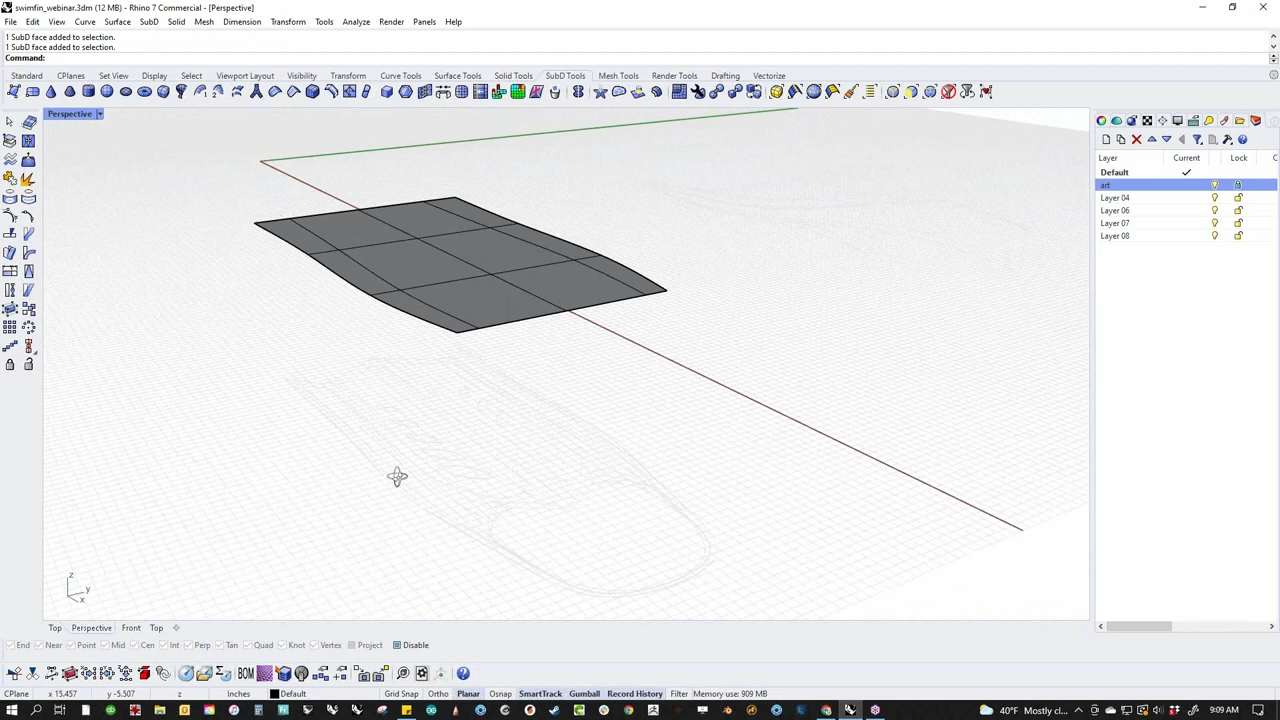 swimfin_webinar.3dm (12 MB) - Rhino 7 Commercial - [Perspective]
File Edit View Curve Surface SubD Solid Mesh Dimension Transform Tools Analyze Render Panels Help
1 SubD face added to selection.
1 SubD face added to selection.
Command:
Standard CPlanes Set View Display Select Viewport Layout Visibility Transform Curve Tools Surface Tools Solid Tools SubD Tools Mesh Tools Render Tools Drafting Vectorize
Perspective
Layer Current Lock C
Default
art
Layer 04
Layer 06
Layer 07
Layer 08
z
y
x
Top Perspective Front Top
End Near Point Mid Cen Int Perp Tan Quad Knot Vertex Project Disable
BOM
CPlane x 15.457 y -5.507 z Inches Default Grid Snap Ortho Planar Osnap SmartTrack Gumball Record History Filter Memory use: 909 MB
40°F Mostly cl... 9:09 AM